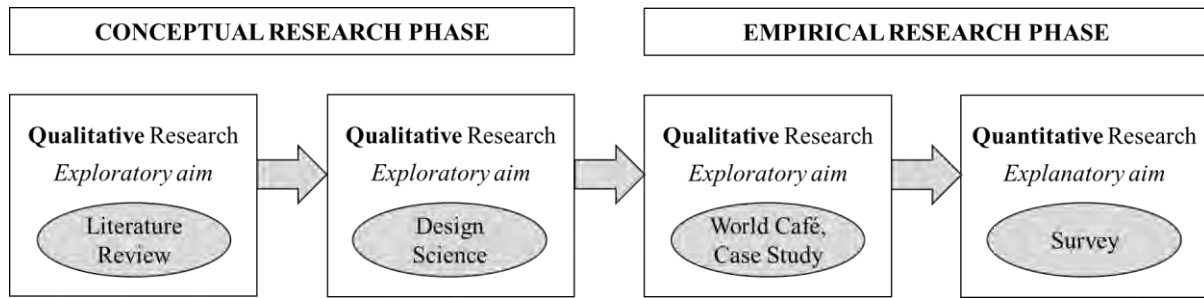 CONCEPTUAL RESEARCH PHASE
EMPIRICAL RESEARCH PHASE
Qualitative Research
Exploratory aim
Literature
Review
Qualitative Research
Exploratory aim
Design
Science
Qualitative Research
Exploratory aim
World Café,
Case Study
Quantitative Research
Explanatory aim
Survey